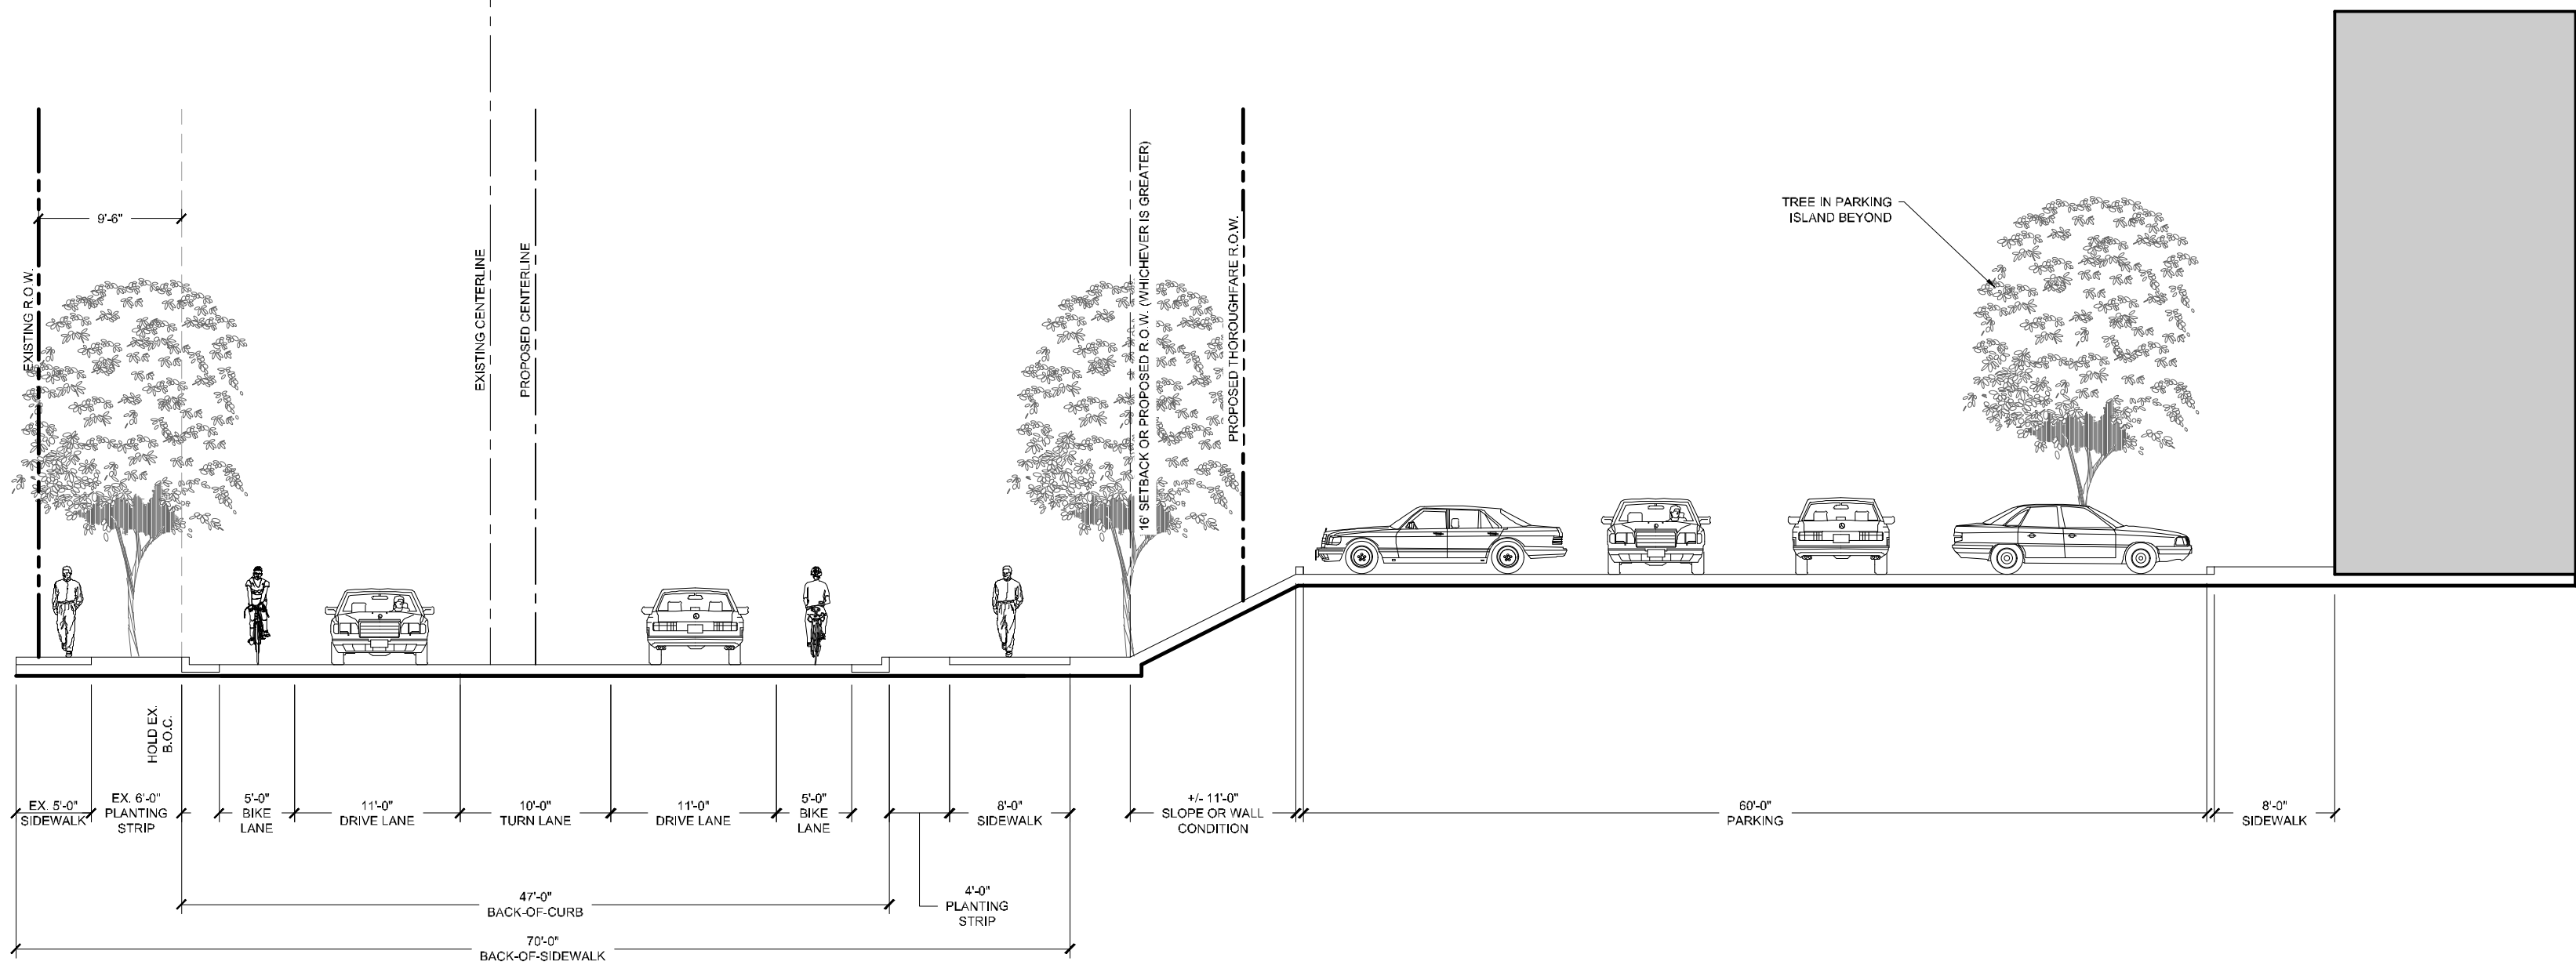 9'-6"
EXISTING R.O.W.
EXISTING CENTERLINE
PROPOSED CENTERLINE
16' SETBACK OR PROPOSED R.O.W. (WHICHEVER IS GREATER)
PROPOSED THOROUGHFARE R.O.W.
TREE IN PARKING
ISLAND BEYOND
HOLD EX.
B.O.C.
EX. 5'-0"
SIDEWALK
EX. 6'-0"
PLANTING
STRIP
5'-0"
BIKE
LANE
11'-0"
DRIVE LANE
10'-0"
TURN LANE
11'-0"
DRIVE LANE
5'-0"
BIKE
LANE
8'-0"
SIDEWALK
+/- 11'-0"
SLOPE OR WALL
CONDITION
60'-0"
PARKING
8'-0"
SIDEWALK
47'-0"
BACK-OF-CURB
4'-0"
PLANTING
STRIP
70'-0"
BACK-OF-SIDEWALK